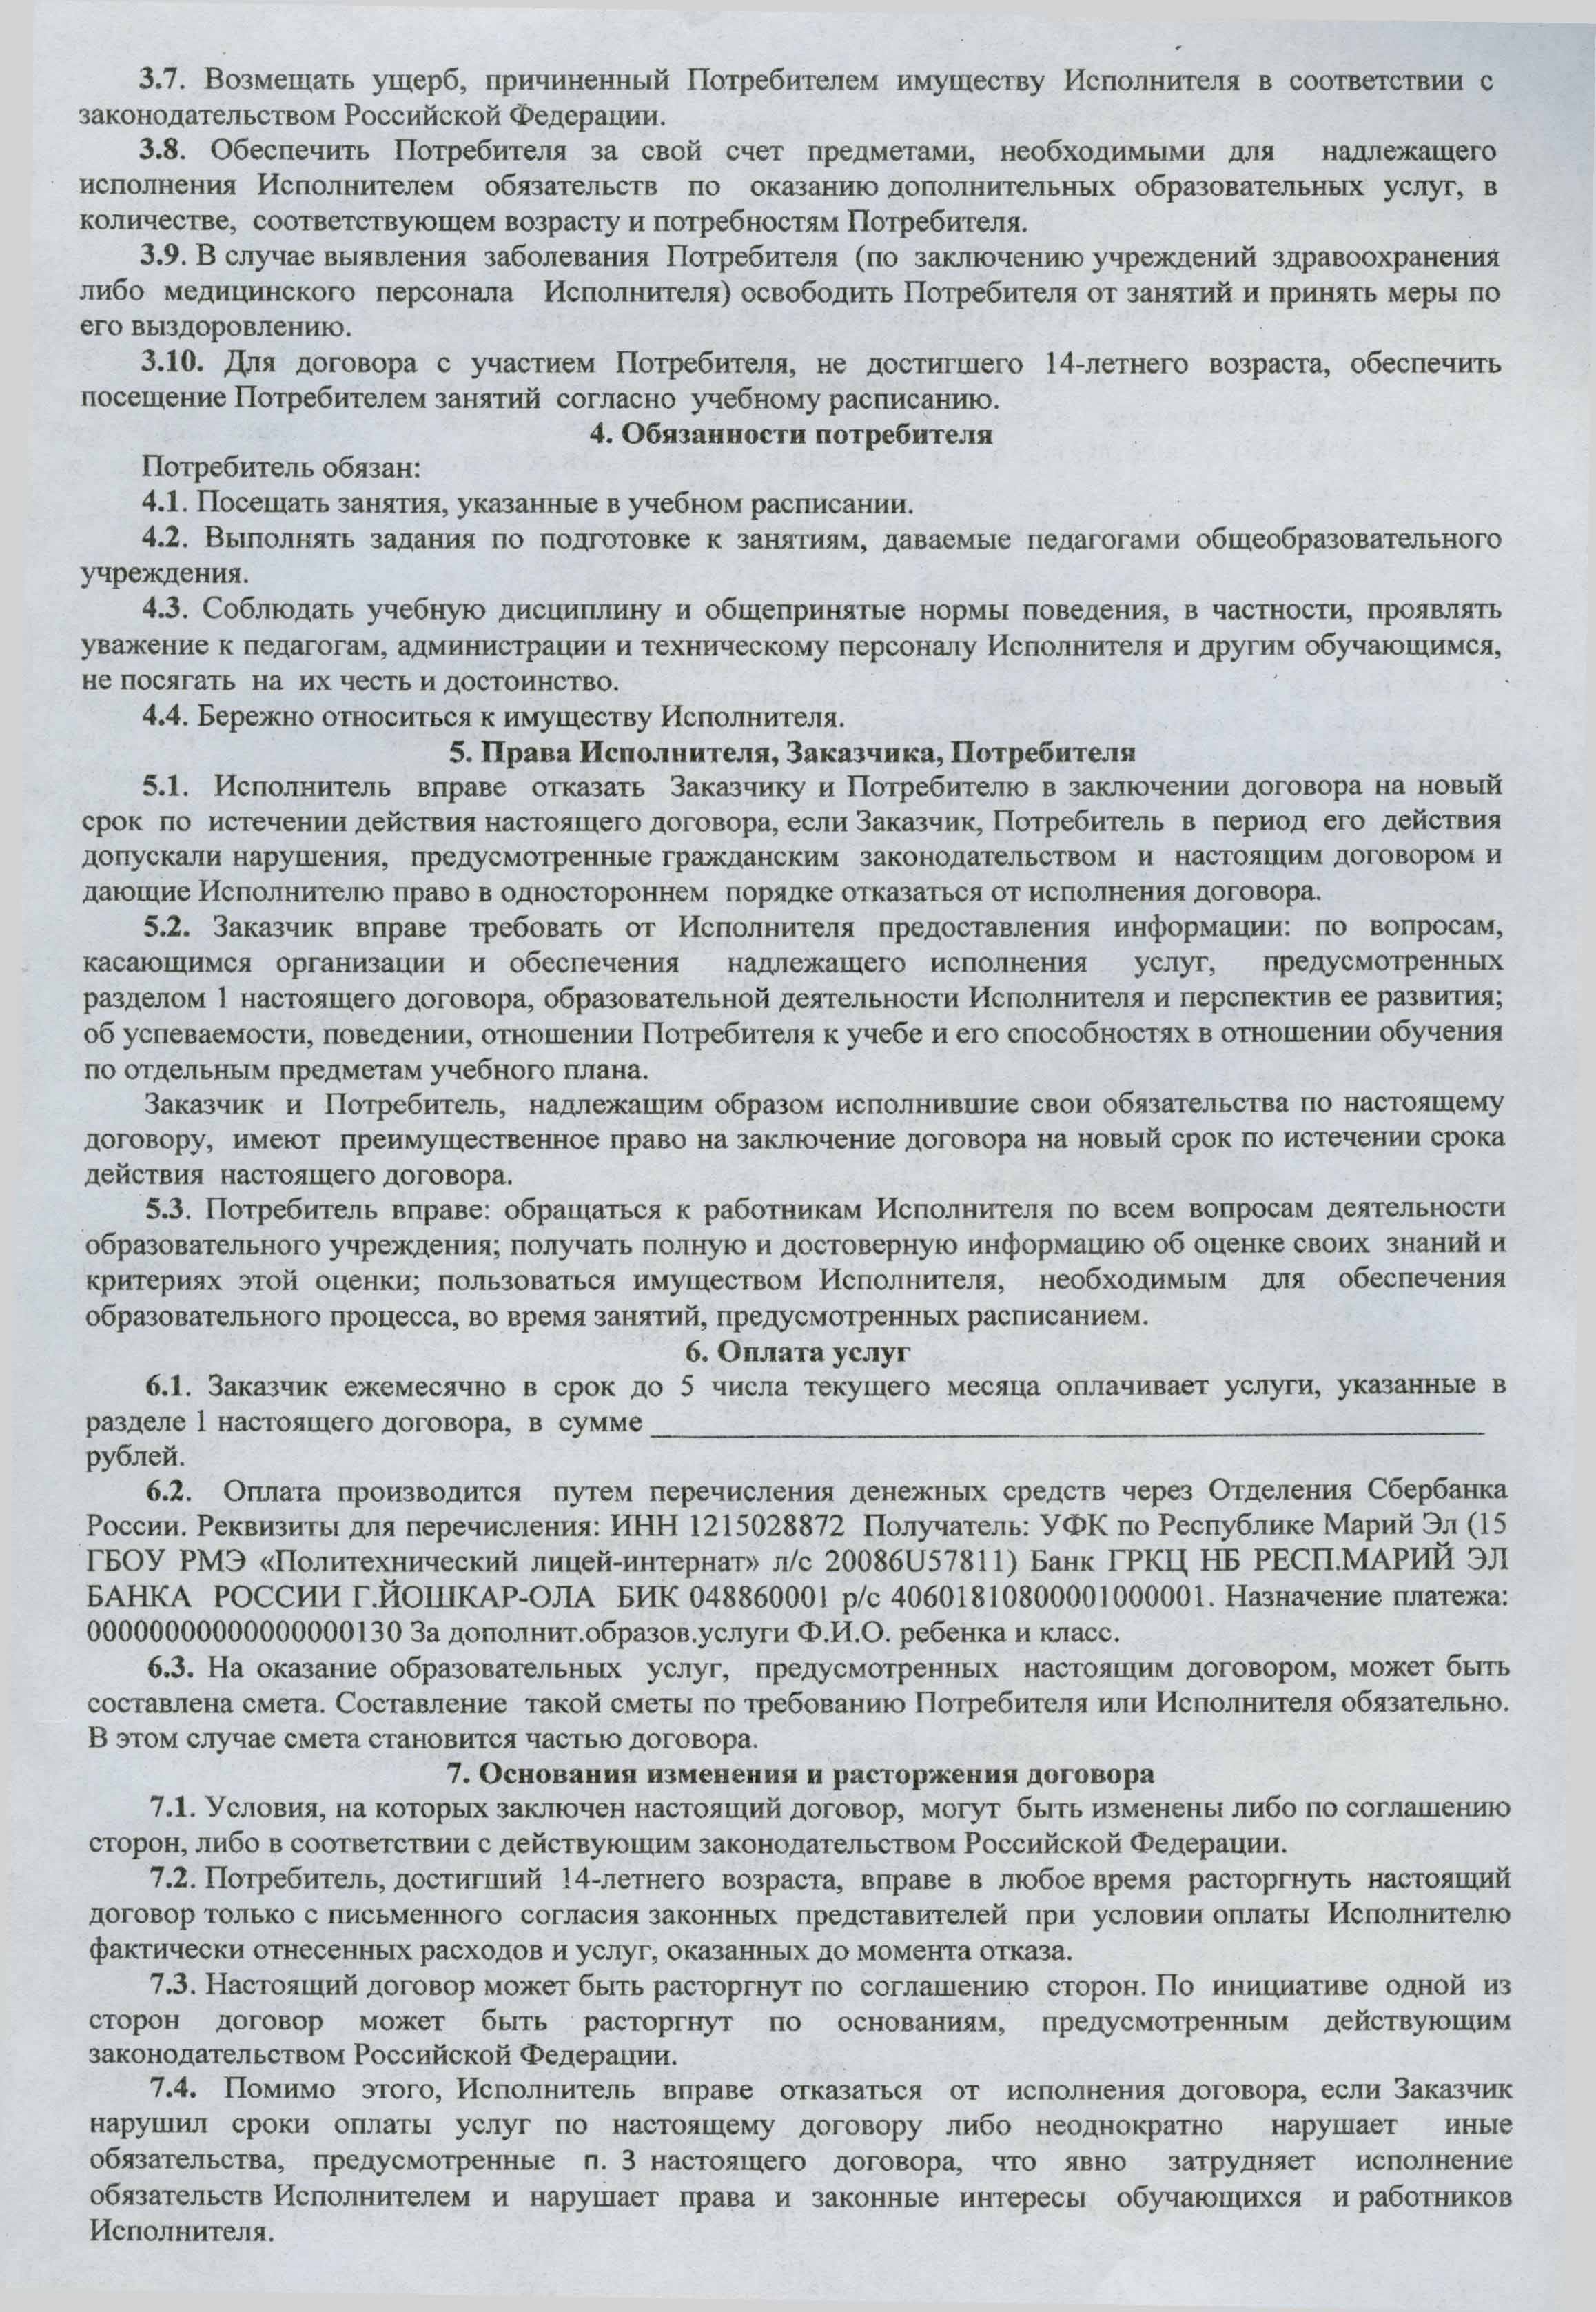 3.7. Возмещать ущерб, причиненный Потребителем имуществу Исполнителя в соответствии с
законодательством Российской Федерации.
3.8. Обеспечить Потребителя за свой счет предметами, необходимыми для надлежащего
исполнения Исполнителем обязательств по оказанию дополнительных образовательных услуг, в
количестве, соответствующем возрасту и потребностям Потребителя.
3.9. В случае выявления заболевания Потребителя (по заключению учреждений здравоохранения
либо медицинского персонала Исполнителя) освободить Потребителя от занятий и принять меры по
его выздоровлению.
3.10. Для договора с участием Потребителя, не достигшего 14-летнего возраста, обеспечить
посещение Потребителем занятий согласно учебному расписанию.
4. Обязанности потребителя
Потребитель обязан:
4.1. Посещать занятия, указанные в учебном расписании.
4.2. Выполнять задания по подготовке к занятиям, даваемые педагогами общеобразовательного
учреждения.
4.3. Соблюдать учебную дисциплину и общепринятые нормы поведения, в частности, проявлять
уважение к педагогам, администрации и техническому персоналу Исполнителя и другим обучающимся,
не посягать на их честь и достоинство.
4.4. Бережно относиться к имуществу Исполнителя.
5. Права Исполнителя, Заказчика, Потребителя
5.1. Исполнитель вправе отказать Заказчику и Потребителю в заключении договора на новый
срок по истечении действия настоящего договора, если Заказчик, Потребитель в период его действия
допускали нарушения, предусмотренные гражданским законодательством и настоящим договором и
дающие Исполнителю право в одностороннем порядке отказаться от исполнения договора.
5.2. Заказчик вправе требовать от Исполнителя предоставления информации: по вопросам,
касающимся организации и обеспечения надлежащего исполнения услуг, предусмотренных
разделом 1 настоящего договора, образовательной деятельности Исполнителя и перспектив ее развития;
об успеваемости, поведении, отношении Потребителя к учебе и его способностях в отношении обучения
по отдельным предметам учебного плана.
Заказчик и Потребитель, надлежащим образом исполнившие свои обязательства по настоящему
договору, имеют преимущественное право на заключение договора на новый срок по истечении срока
действия настоящего договора.
5.3. Потребитель вправе: обращаться к работникам Исполнителя по всем вопросам деятельности
образовательного учреждения; получать полную и достоверную информацию об оценке своих знаний и
критериях этой оценки; пользоваться имуществом Исполнителя, необходимым для обеспечения
образовательного процесса, во время занятий, предусмотренных расписанием.
6. Оплата услуг
6.1. Заказчик ежемесячно в срок до 5 числа текущего месяца оплачивает услуги, указанные в
разделе 1 настоящего договора, в сумме ____________________
рублей.
6.2. Оплата производится путем перечисления денежных средств через Отделения Сбербанка
России. Реквизиты для перечисления: ИНН 1215028872 Получатель: УФК по Республике Марий Эл (15
ГБОУ РМЭ «Политехнический лицей-интернат» л/с 20086U57811) Банк ГРКЦ НБ РЕСП.МАРИЙ ЭЛ
БАНКА РОССИИ Г.ЙОШКАР-ОЛА БИК 048860001 р/с 40601810800001000001. Назначение платежа:
00000000000000000130 За дополнит.образов.услуги Ф.И.О. ребенка и класс.
6.3. На оказание образовательных услуг, предусмотренных настоящим договором, может быть
составлена смета. Составление такой сметы по требованию Потребителя или Исполнителя обязательно.
В этом случае смета становится частью договора.
7. Основания изменения и расторжения договора
7.1. Условия, на которых заключен настоящий договор, могут быть изменены либо по соглашению
сторон, либо в соответствии с действующим законодательством Российской Федерации.
7.2. Потребитель, достигший 14-летнего возраста, вправе в любое время расторгнуть настоящий
договор только с письменного согласия законных представителей при условии оплаты Исполнителю
фактически отнесенных расходов и услуг, оказанных до момента отказа.
7.3. Настоящий договор может быть расторгнут по соглашению сторон. По инициативе одной из
сторон договор может быть расторгнут по основаниям, предусмотренным действующим
законодательством Российской Федерации.
7.4. Помимо этого, Исполнитель вправе отказаться от исполнения договора, если Заказчик
нарушил сроки оплаты услуг по настоящему договору либо неоднократно нарушает иные
обязательства, предусмотренные п. 3 настоящего договора, что явно затрудняет исполнение
обязательств Исполнителем и нарушает права и законные интересы обучающихся и работников
Исполнителя.